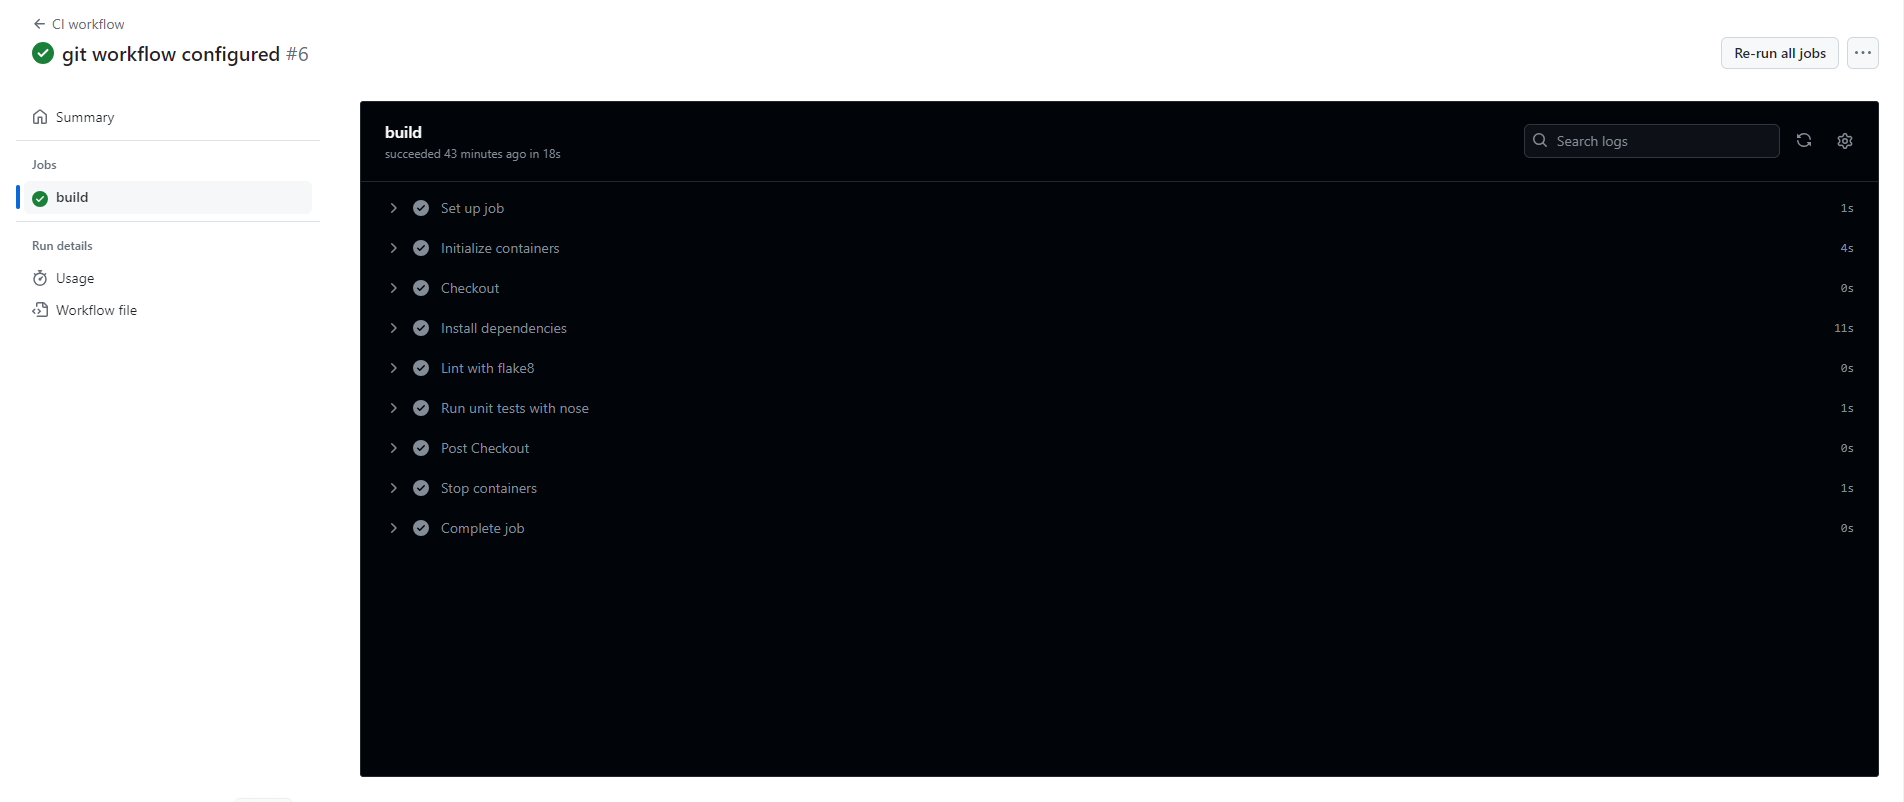 CI workflow
git workflow configured #6
Re-run all jobs
Summary
Jobs
build
Run details
Usage
Workflow file
build
succeeded 43 minutes ago in 18s
Search logs
Set up job 1s
Initialize containers 4s
Checkout 0s
Install dependencies 11s
Lint with flake8 0s
Run unit tests with nose 1s
Post Checkout 0s
Stop containers 1s
Complete job 0s